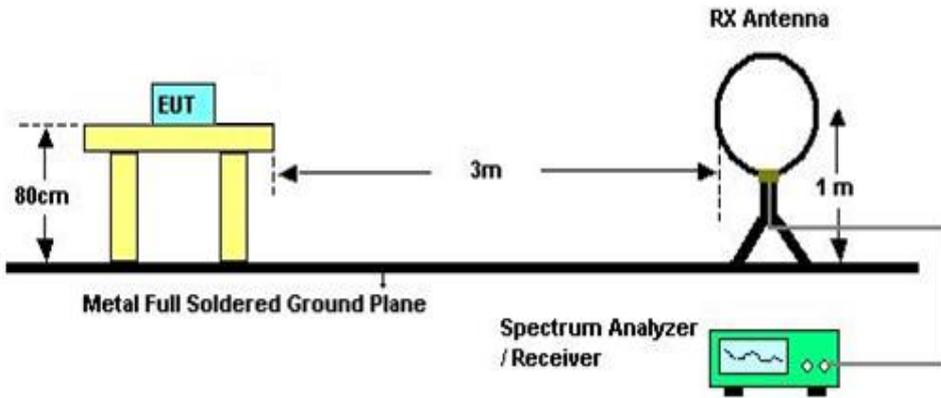 RX Antenna
EUT
3m
80cm
1 m
Metal Full Soldered Ground Plane
Spectrum Analyzer
/ Receiver